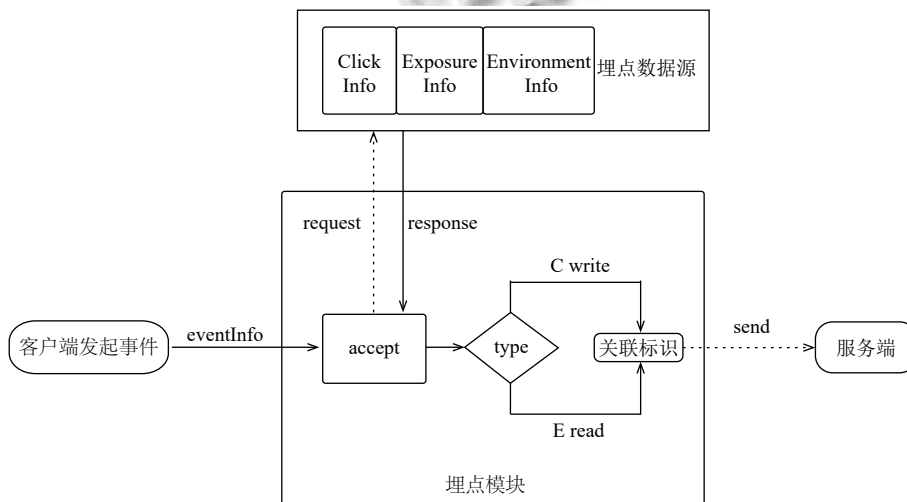 Click
Info
Exposure
Info
Environment
Info
埋点数据源
request
response
C write
客户端发起事件
eventInfo
accept
type
关联标识
send
服务端
E read
埋点模块